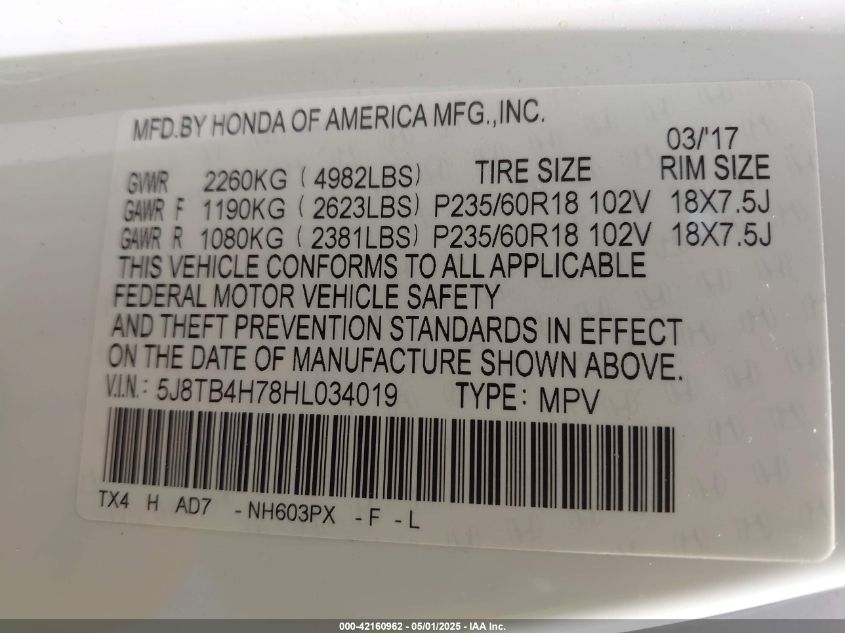 MFD.BY HONDA OF AMERICA MFG.,INC.
03/'17
GVWR 2260KG ( 4982LBS) TIRE SIZE RIM SIZE
GAWR F 1190KG ( 2623LBS) P235/60R18 102V 18X7.5J
GAWR R 1080KG ( 2381LBS) P235/60R18 102V 18X7.5J
THIS VEHICLE CONFORMS TO ALL APPLICABLE
FEDERAL MOTOR VEHICLE SAFETY
AND THEFT PREVENTION STANDARDS IN EFFECT
ON THE DATE OF MANUFACTURE SHOWN ABOVE.
V.I.N.: 5J8TB4H78HL034019 TYPE: MPV
TX4 H AD7 - NH603PX - F - L
000-42160962 - 05/01/2025 - IAA Inc.